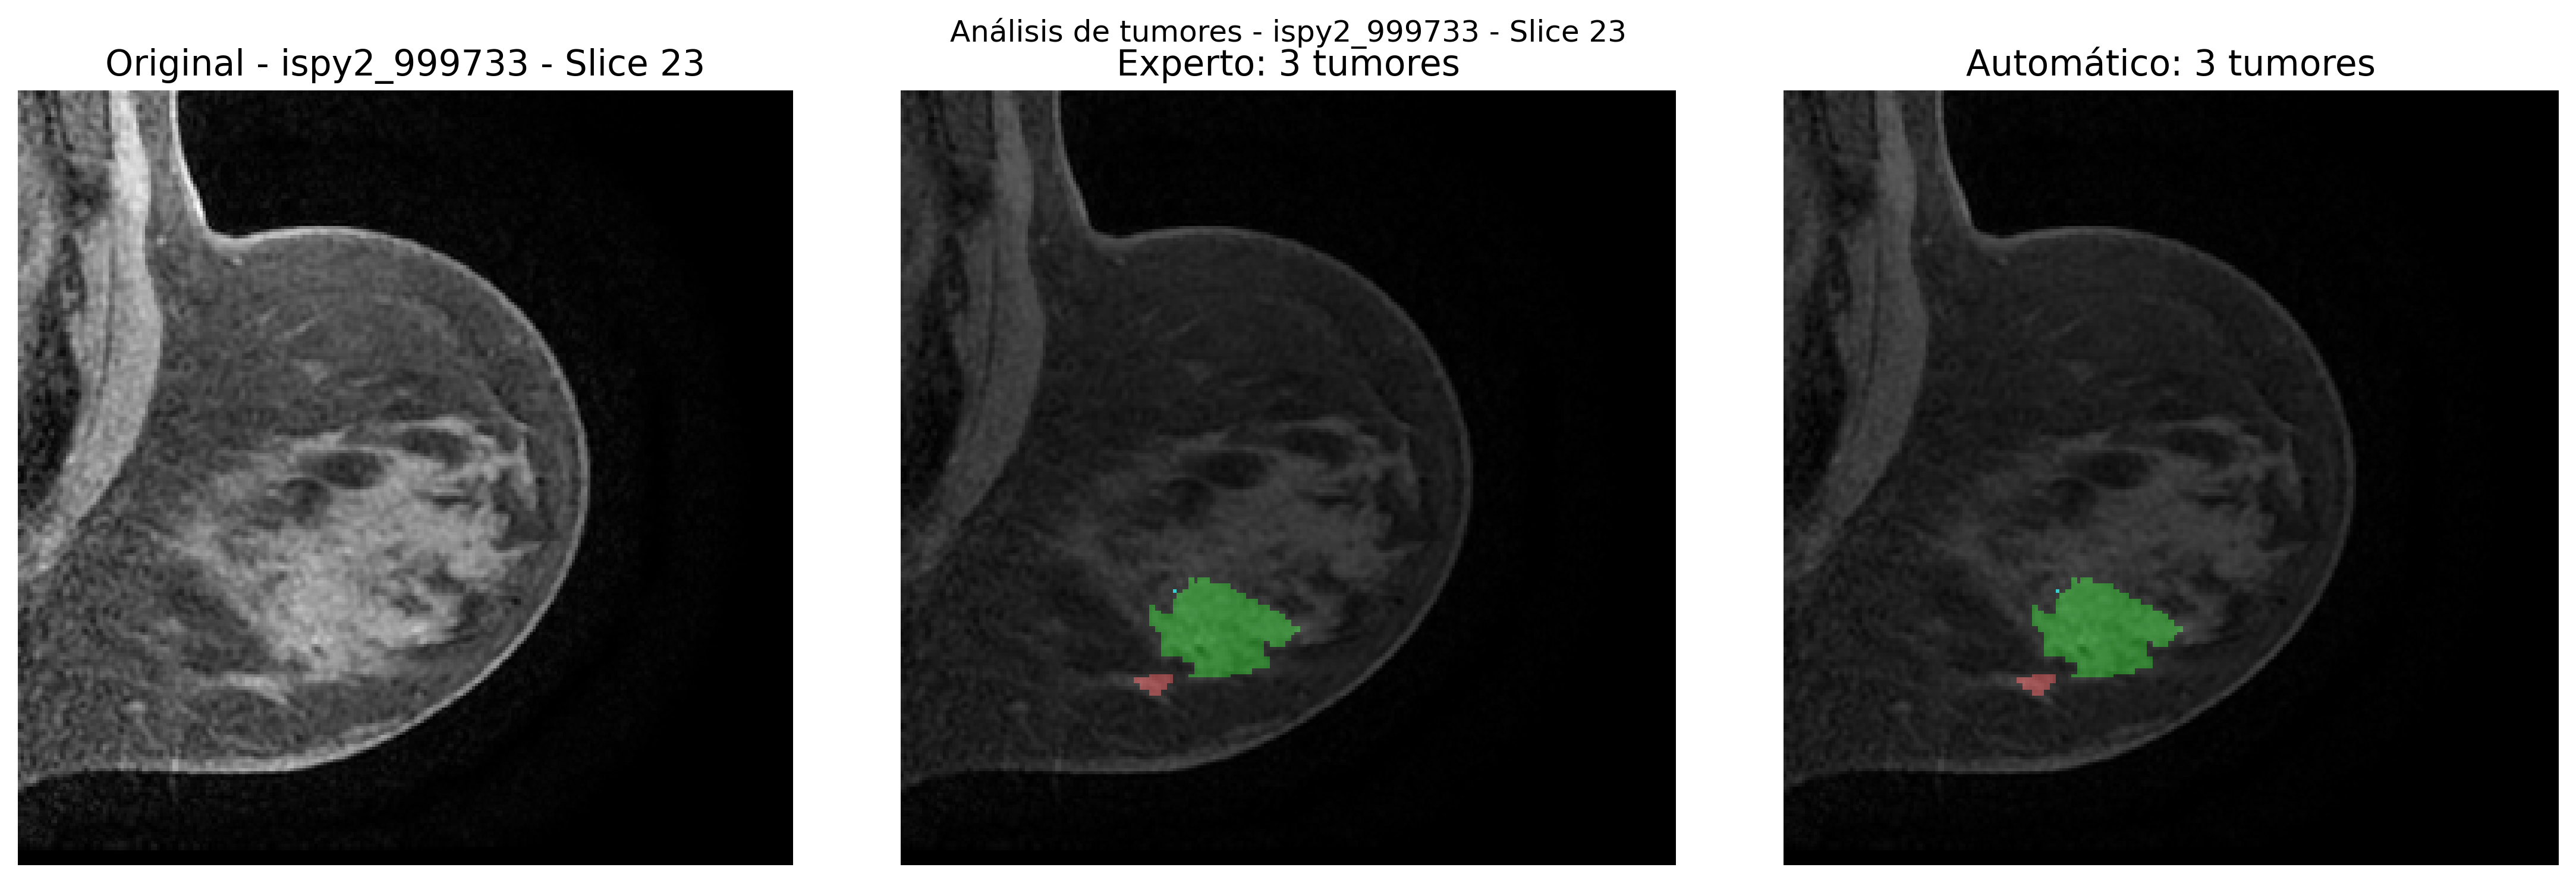 Análisis de tumores - ispy2_999733 - Slice 23
Original - ispy2_999733 - Slice 23
Experto: 3 tumores
Automático: 3 tumores